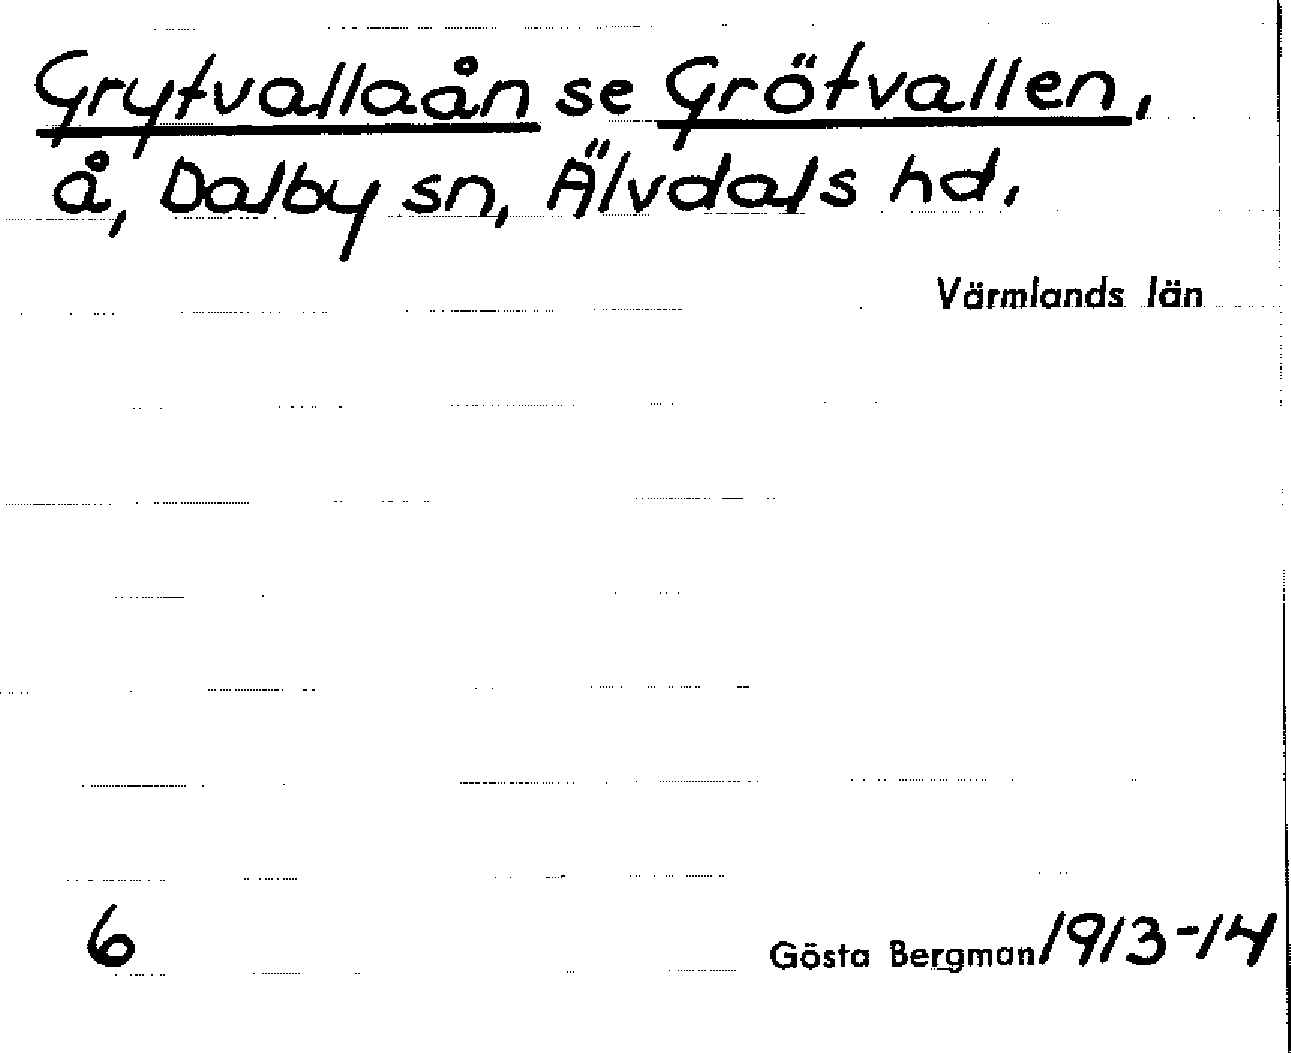 Grytvallaån se Grötvallen,
å, Dalby sn, Älvdals hd,
Värmlands län
6
Gösta Bergman 1913-14